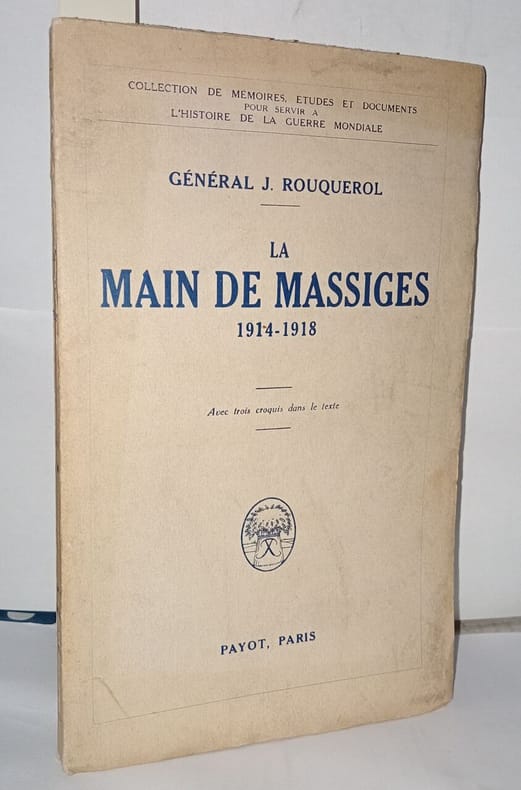 COLLECTION DE MÉMOIRES, ETUDES ET DOCUMENTS
POUR SERVIR A
L'HISTOIRE DE LA GUERRE MONDIALE
GÉNÉRAL J. ROUQUEROL
LA
MAIN DE MASSIGES
1914-1918
Avec trois croquis dans le texte
PAYOT, PARIS